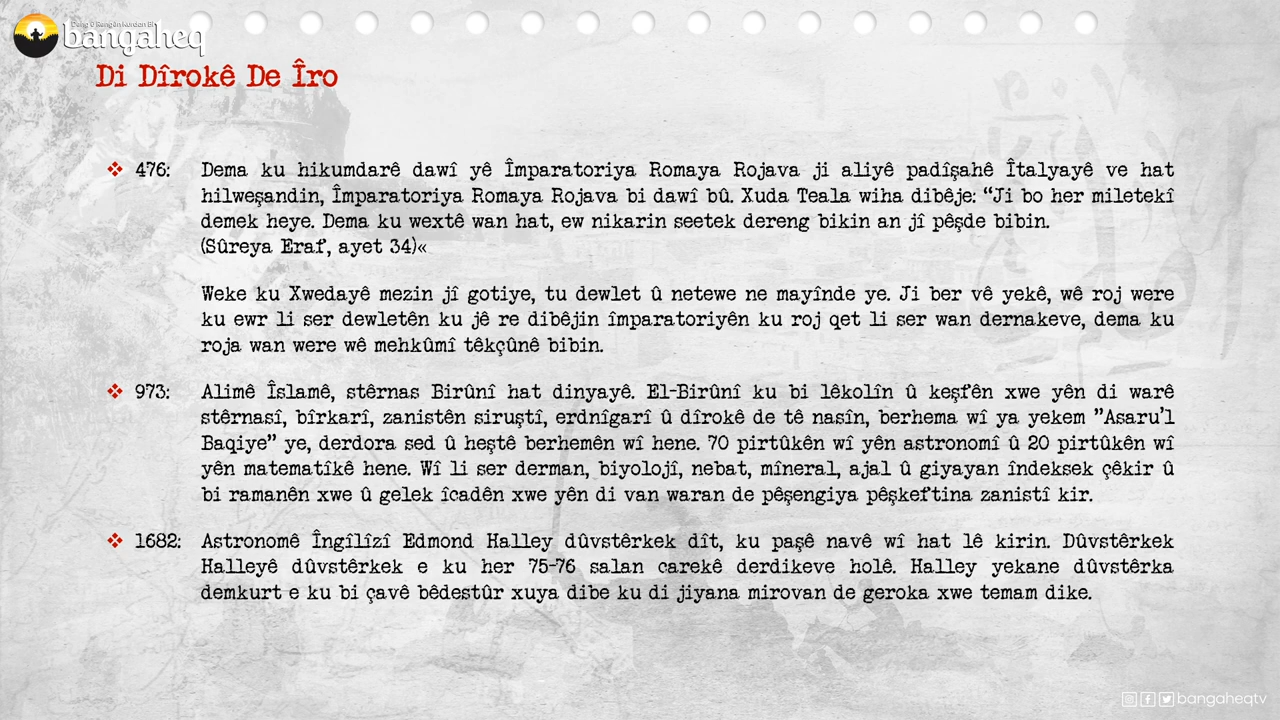 Deng û Rengên Kurdan Bi
bangaheq
Di Dîrokê De Îro
476: Dema ku hikumdarê dawî yê Împaratoriya Romaya Rojava ji aliyê padîşahê Îtalyayê ve hat
hilweşandin, Împaratoriya Romaya Rojava bi dawî bû. Xuda Teala wiha dibêje: “Ji bo her miletekî
demek heye. Dema ku wextê wan hat, ew nikarin seetek dereng bikin an jî pêşde bibin.
(Sûreya Eraf, ayet 34)«
Weke ku Xwedayê mezin jî gotiye, tu dewlet û netewe ne mayînde ye. Ji ber vê yekê, wê roj were
ku ewr li ser dewletên ku jê re dibêjin împaratoriyên ku roj qet li ser wan dernakeve, dema ku
roja wan were wê mehkûmî têkçûnê bibin.
973: Alimê Îslamê, stêrnas Birûnî hat dinyayê. El-Birûnî ku bi lêkolîn û keşfên xwe yên di warê
stêrnasî, bîrkarî, zanistên siruştî, erdnîgarî û dîrokê de tê nasîn, berhema wî ya yekem ”Asaru’l
Baqiye” ye, derdora sed û heştê berhemên wî hene. 70 pirtûkên wî yên astronomî û 20 pirtûkên wî
yên matematîkê hene. Wî li ser derman, biyolojî, nebat, mîneral, ajal û giyayan îndeksek çêkir û
bi ramanên xwe û gelek îcadên xwe yên di van waran de pêşengiya pêşkeftina zanistî kir.
1682: Astronomê Îngîlîzî Edmond Halley dûvstêrkek dît, ku paşê navê wî hat lê kirin. Dûvstêrkek
Halleyê dûvstêrkek e ku her 75-76 salan carekê derdikeve holê. Halley yekane dûvstêrka
demkurt e ku bi çavê bêdestûr xuya dibe ku di jiyana mirovan de geroka xwe temam dike.
bangaheqtv